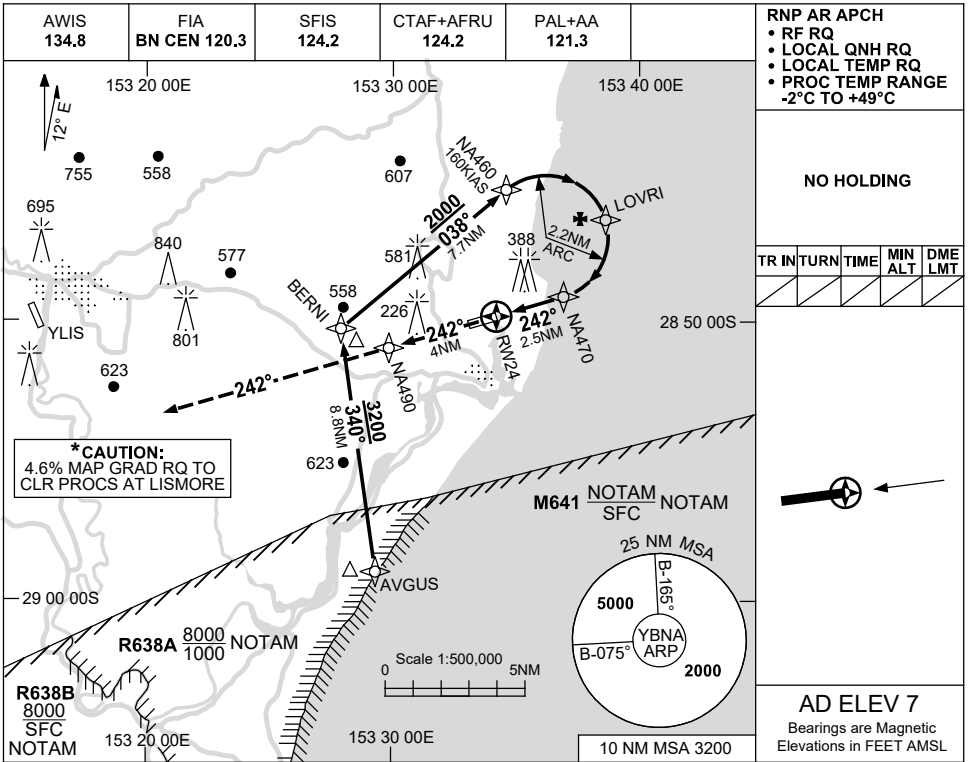 AWIS
134.8
FIA
BN CEN 120.3
SFIS
124.2
CTAF+AFRU
124.2
PAL+AA
121.3
RNP AR APCH
• RF RQ
• LOCAL QNH RQ
• LOCAL TEMP RQ
• PROC TEMP RANGE
-2°C TO +49°C
NO HOLDING
TR IN
TURN
TIME
MIN ALT
DME LMT
153 20 00E
153 30 00E
153 40 00E
12° E
755
558
607
NA460
160KIAS
LOVRI
695
840
577
2000
038°
7.7NM
581
388
2.2NM
ARC
BERNI
558
226
801
YLIS
242°
4NM
RW24
242°
2.5NM
NA470
28 50 00S
NA490
242°
623
3200
340°
8.8NM
623
*CAUTION:
4.6% MAP GRAD RQ TO
CLR PROCS AT LISMORE
M641 NOTAM
SFC
NOTAM
AVGUS
29 00 00S
R638A 8000
1000
NOTAM
R638B
8000
SFC
NOTAM
Scale 1:500,000
0
5NM
25 NM MSA
B-165°
5000
YBNA
ARP
B-075°
2000
153 20 00E
153 30 00E
10 NM MSA 3200
AD ELEV 7
Bearings are Magnetic
Elevations in FEET AMSL